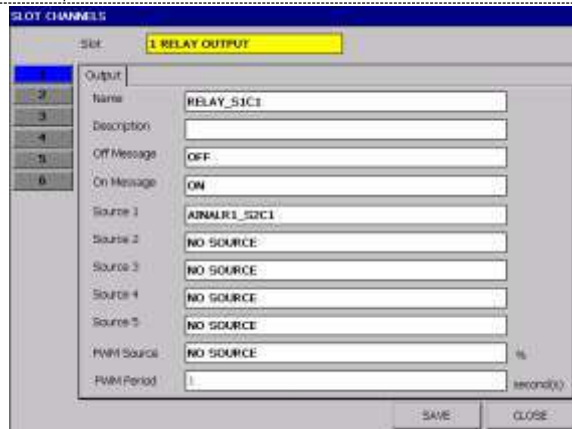 SLOT CHANNELS
Slot 1 RELAY OUTPUT
1
2
3
4
5
6
Output
Name RELAY_S1C1
Description
Off Message OFF
On Message ON
Source 1 AINALR1_S2C1
Source 2 NO SOURCE
Source 3 NO SOURCE
Source 4 NO SOURCE
Source 5 NO SOURCE
PWM Source NO SOURCE %
PWM Period 1 second(s)
SAVE CLOSE